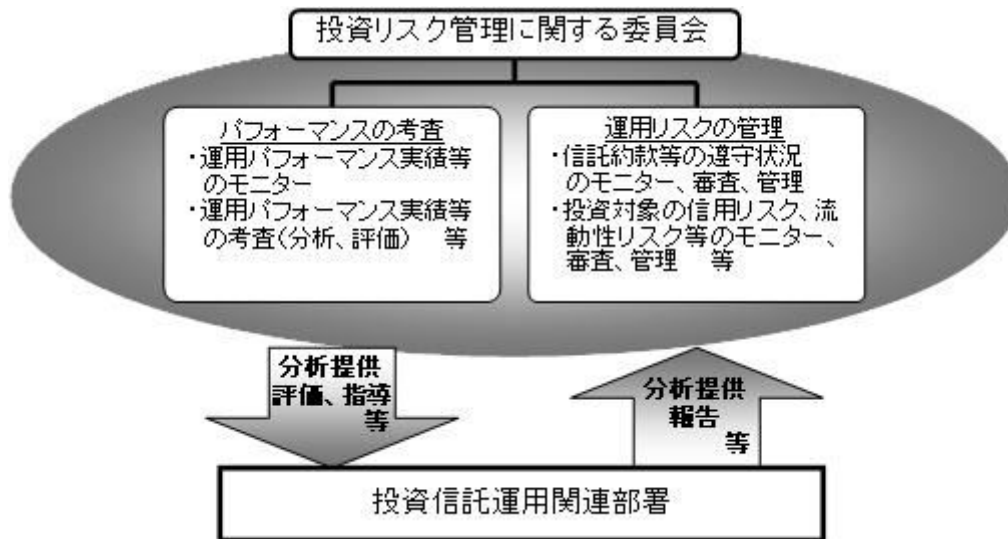 投資リスク管理に関する委員会
パフォーマンスの考査
・運用パフォーマンス実績等
のモニター
・運用パフォーマンス実績等
の考査(分析、評価) 等
運用リスクの管理
・信託約款等の遵守状況
のモニター、審査、管理
・投資対象の信用リスク、流
動性リスク等のモニター、
審査、管理 等
分析提供
評価、指導
等
分析提供
報告
等
投資信託運用関連部署